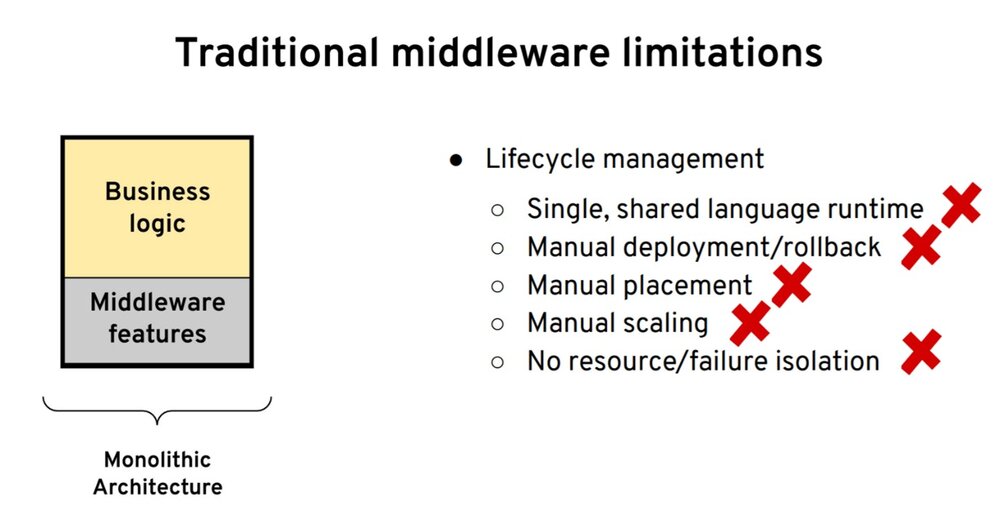 Traditional middleware limitations
Business
logic
Middleware
features
Monolithic
Architecture
● Lifecycle management
○ Single, shared language runtime
○ Manual deployment/rollback
○ Manual placement
○ Manual scaling
○ No resource/failure isolation